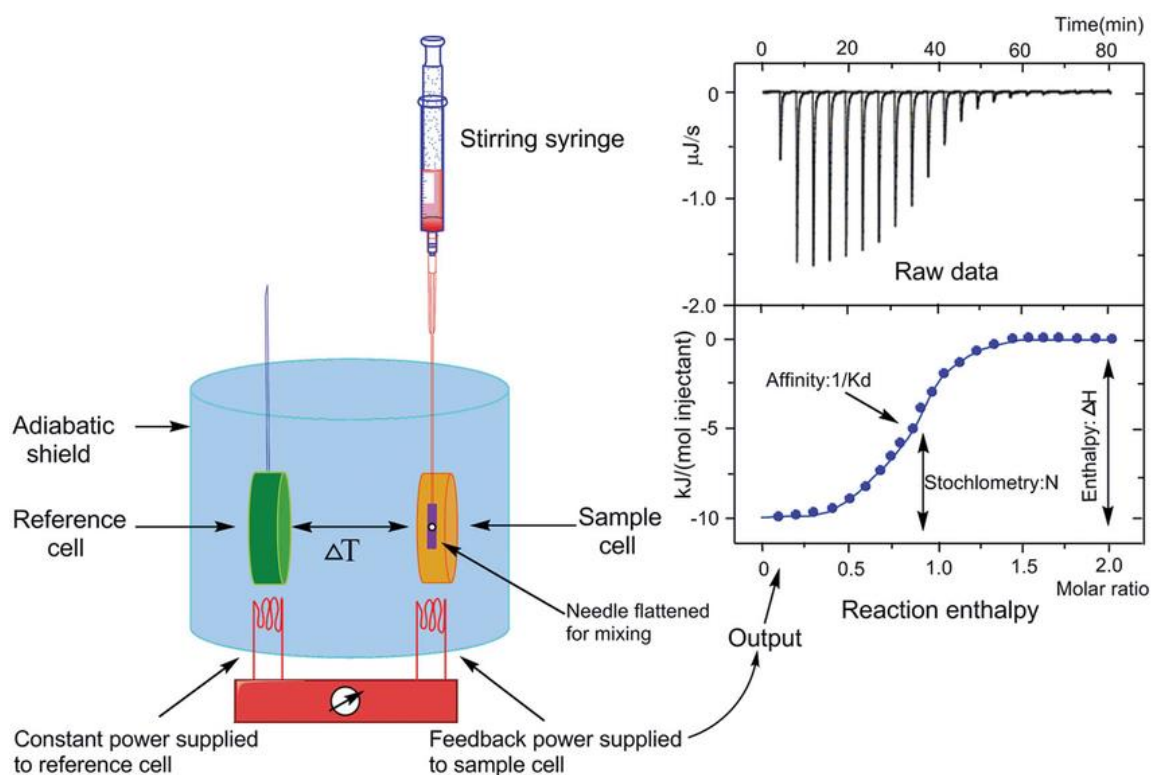 Stirring syringe
Adiabatic
shield
Reference
cell
ΔT
Sample
cell
Needle flattened
for mixing
Constant power supplied
to reference cell
Feedback power supplied
to sample cell
Output
Time(min)
0 20 40 60 80
0
-1.0
-2.0
μJ/s
Raw data
0
-5
-10
kJ/(mol injectant)
Affinity:1/Kd
Stochlometry:N
Enthalpy: ΔH
0 0.5 1.0 1.5 2.0
Molar ratio
Reaction enthalpy